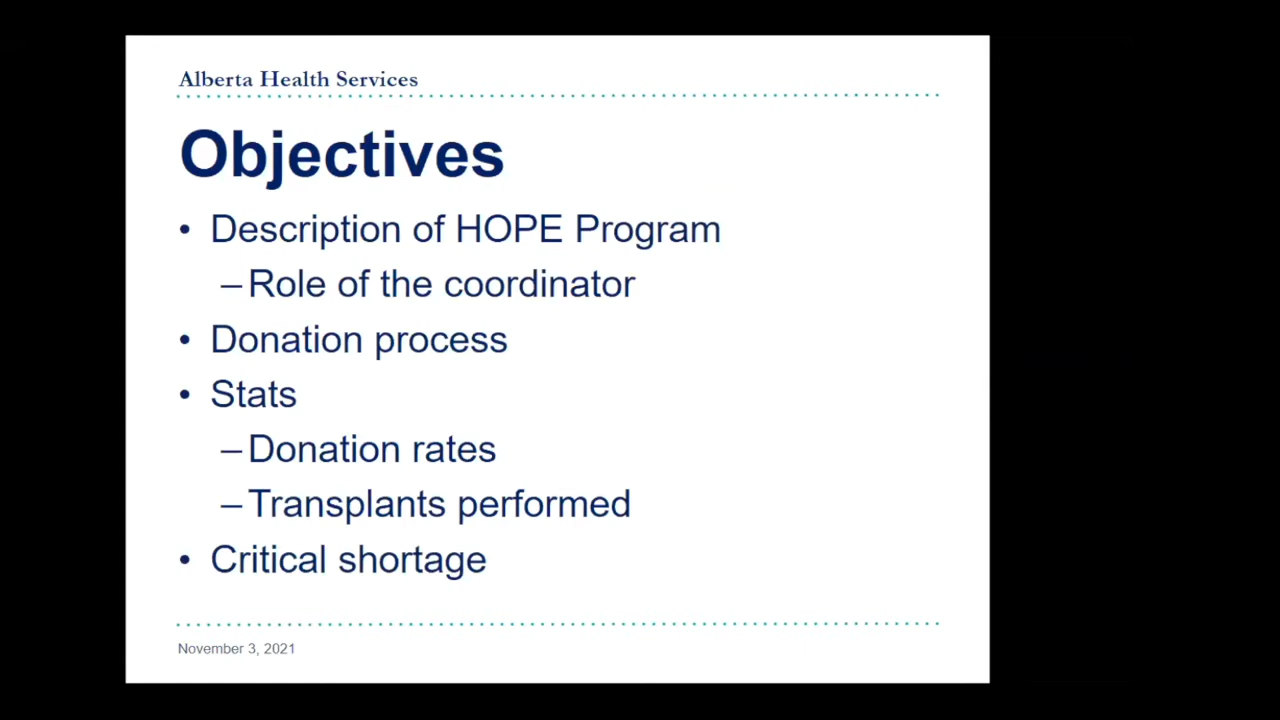 Alberta Health Services
Objectives
• Description of HOPE Program
– Role of the coordinator
• Donation process
• Stats
– Donation rates
– Transplants performed
• Critical shortage
November 3, 2021